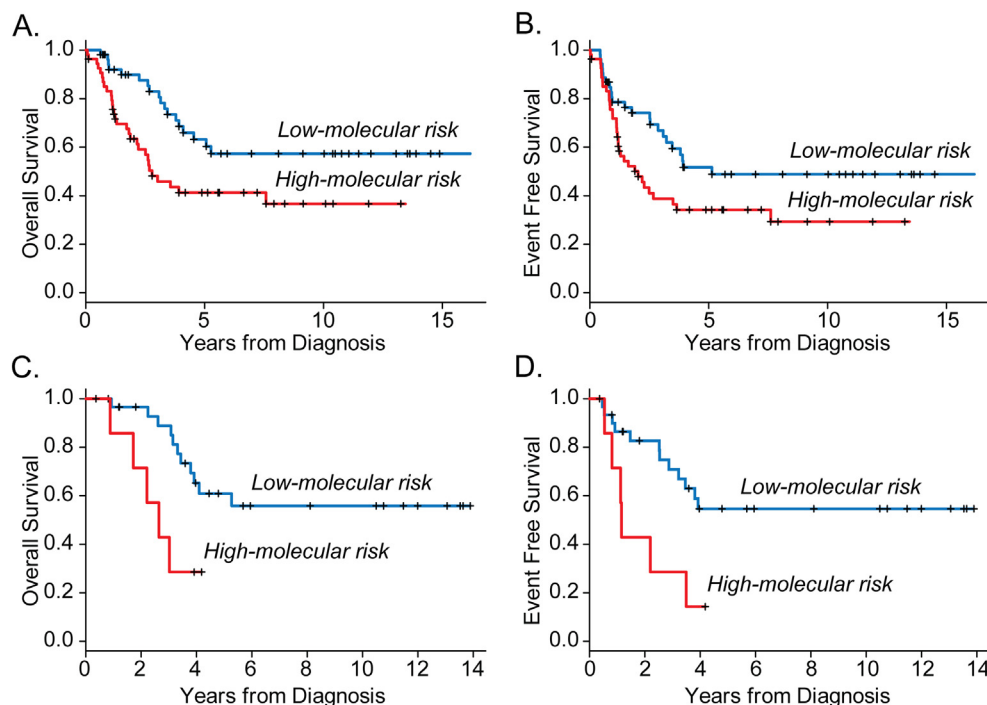 A.
1.0
0.8
0.6
0.4
0.2
0.0
Overall Survival
Low-molecular risk
High-molecular risk
0 5 10 15
Years from Diagnosis
B.
1.0
0.8
0.6
0.4
0.2
0.0
Event Free Survival
Low-molecular risk
High-molecular risk
0 5 10 15
Years from Diagnosis
C.
1.0
0.8
0.6
0.4
0.2
0.0
Overall Survival
Low-molecular risk
High-molecular risk
0 2 4 6 8 10 12 14
Years from Diagnosis
D.
1.0
0.8
0.6
0.4
0.2
0.0
Event Free Survival
Low-molecular risk
High-molecular risk
0 2 4 6 8 10 12 14
Years from Diagnosis